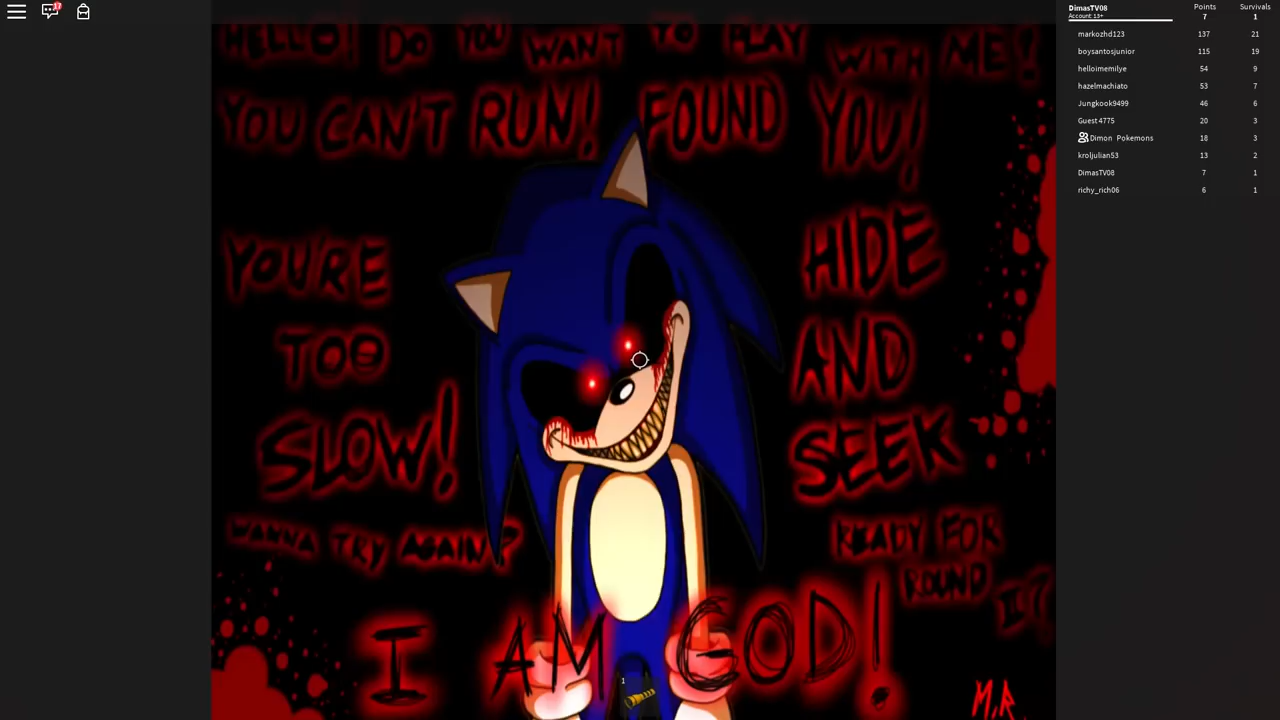 DimasTV08 Points Survivals
Account: 13+ 7 1
markozhd123 137 21
boysantosjunior 115 19
helloimemilye 54 9
hazelmachiato 53 7
Jungkook9499 46 6
Guest4775 20 3
Dimon_Pokemons 18 3
kroljulian53 13 2
DimasTV08 7 1
richy_rich06 6 1
HELLO! DO YOU WANT TO PLAY WITH ME!
YOU CAN'T RUN! FOUND YOU!
YOU'RE
TOO
SLOW!
WANNA TRY AGAIN?
HIDE
AND
SEEK
READY FOR
ROUND
I AM GOD!
1
M.R.